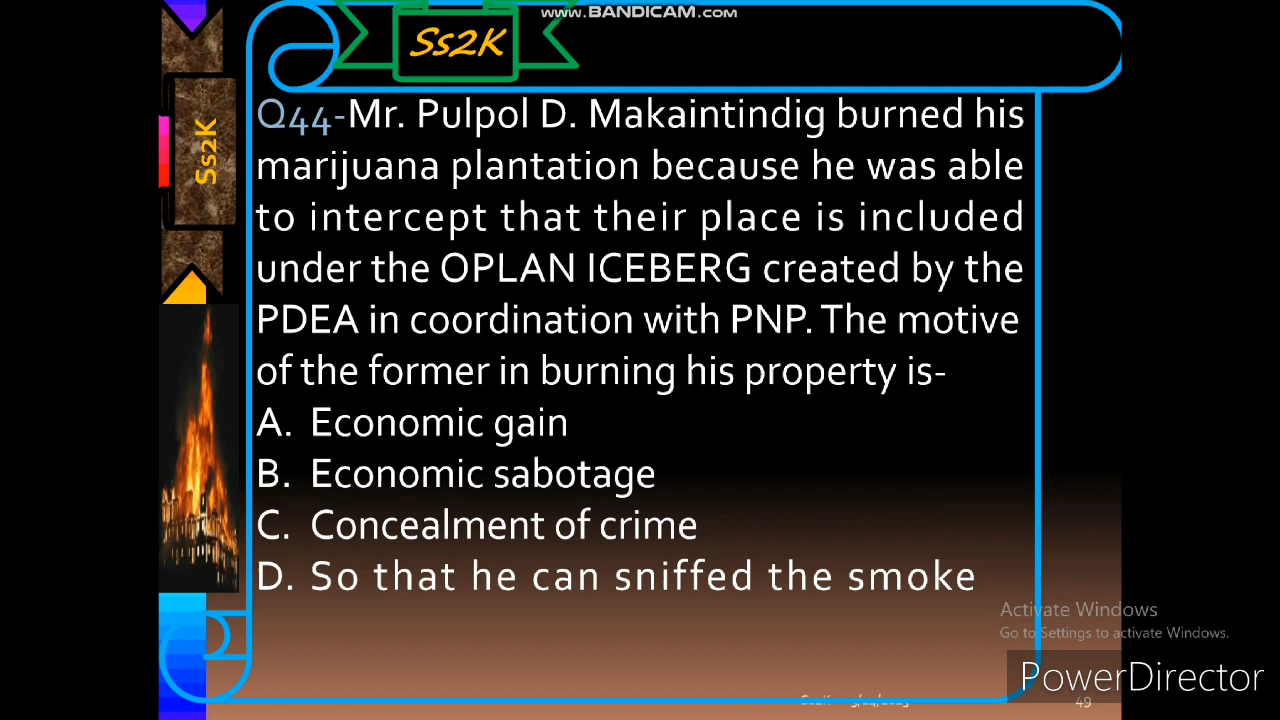 www.BANDICAM.com
Ss2K
Ss2K
Q44-Mr. Pulpol D. Makaintindig burned his
marijuana plantation because he was able
to intercept that their place is included
under the OPLAN ICEBERG created by the
PDEA in coordination with PNP. The motive
of the former in burning his property is-
A. Economic gain
B. Economic sabotage
C. Concealment of crime
D. So that he can sniffed the smoke
Activate Windows
Go to Settings to activate Windows.
PowerDirector
Ss2K
49